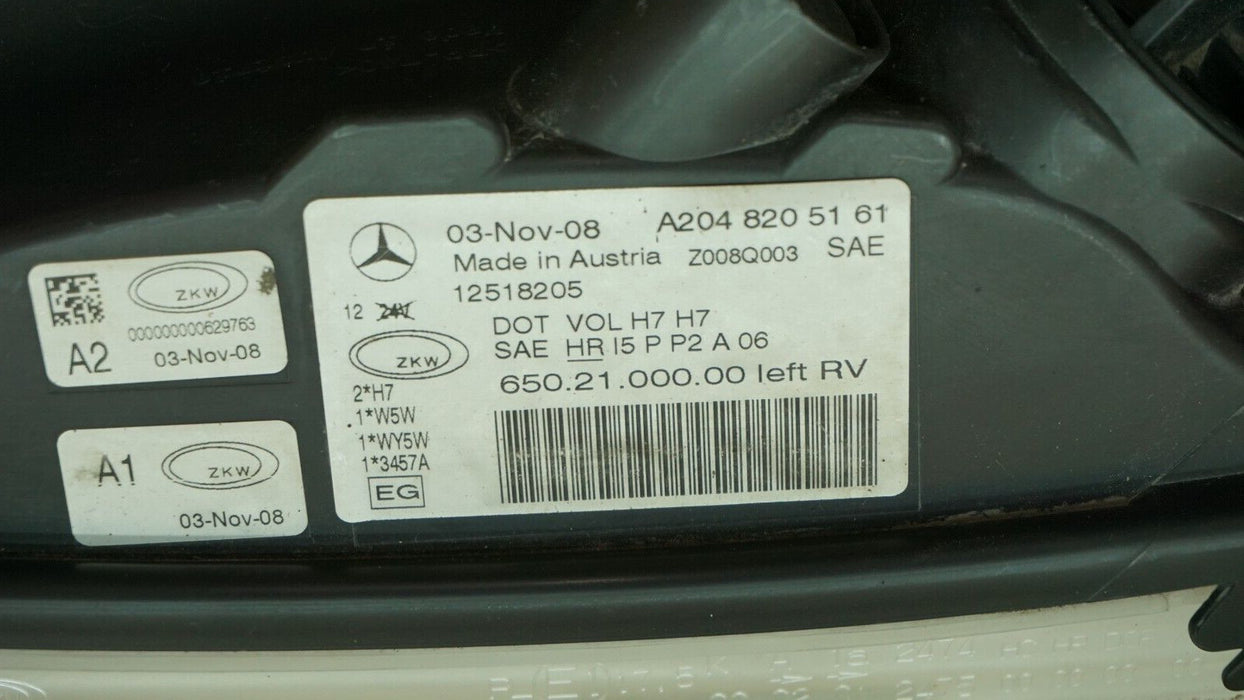 ZKW
000000000629763
A2 03-Nov-08
A1 ZKW
03-Nov-08
03-Nov-08 A204 820 51 61
Made in Austria Z008Q003 SAE
12518205
12 24V
DOT VOL H7 H7
SAE HR I5 P P2 A 06
ZKW
650.21.000.00 left RV
2*H7
1*W5W
1*WY5W
1*3457A
EG